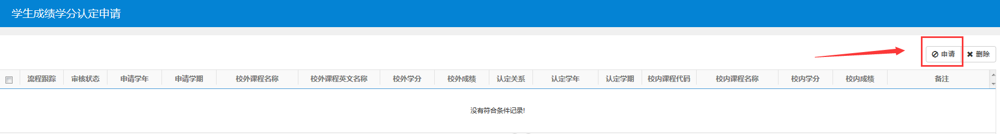 学生成绩学分认定申请
申请 删除
流程跟踪 审核状态 申请学年 申请学期 校外课程名称 校外课程英文名称 校外学分 校外成绩 认定关系 认定学年 认定学期 校内课程代码 校内课程名称 校内学分 校内成绩 备注
没有符合条件记录!